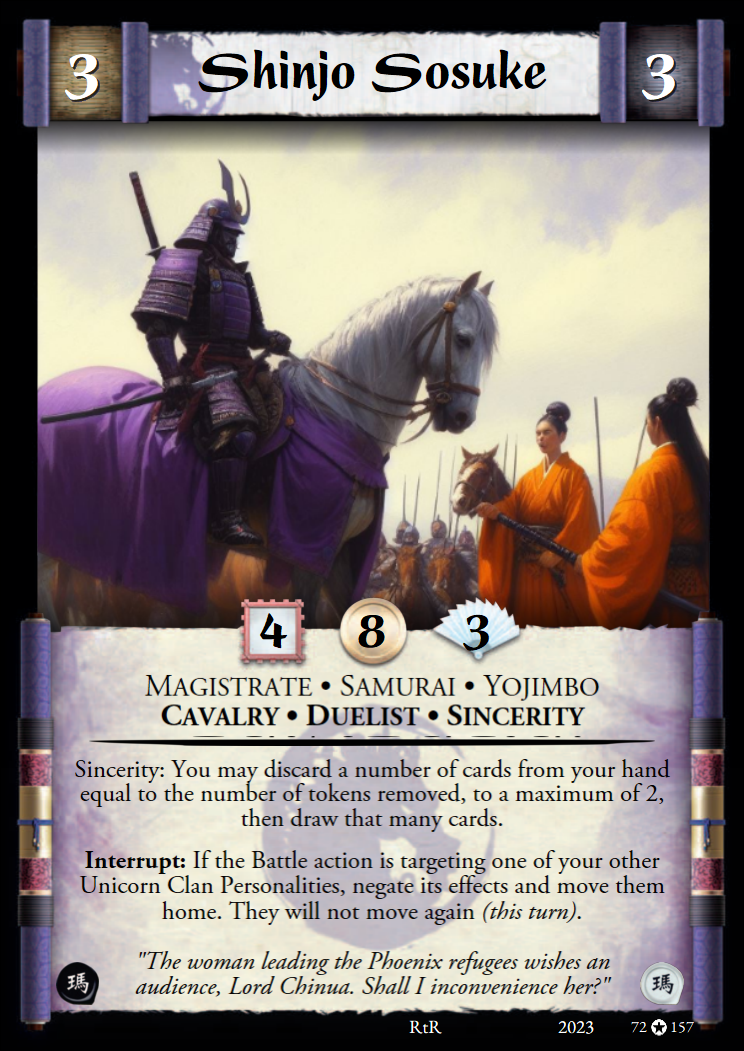 3 Shinjo Sosuke 3
4 8 3
MAGISTRATE • SAMURAI • YOJIMBO
CAVALRY • DUELIST • SINCERITY
Sincerity: You may discard a number of cards from your hand
equal to the number of tokens removed, to a maximum of 2,
then draw that many cards.
Interrupt: If the Battle action is targeting one of your other
Unicorn Clan Personalities, negate its effects and move them
home. They will not move again (this turn).
"The woman leading the Phoenix refugees wishes an
audience, Lord Chinua. Shall I inconvenience her?"
瑪 瑪
RtR 2023 72 ✪ 157